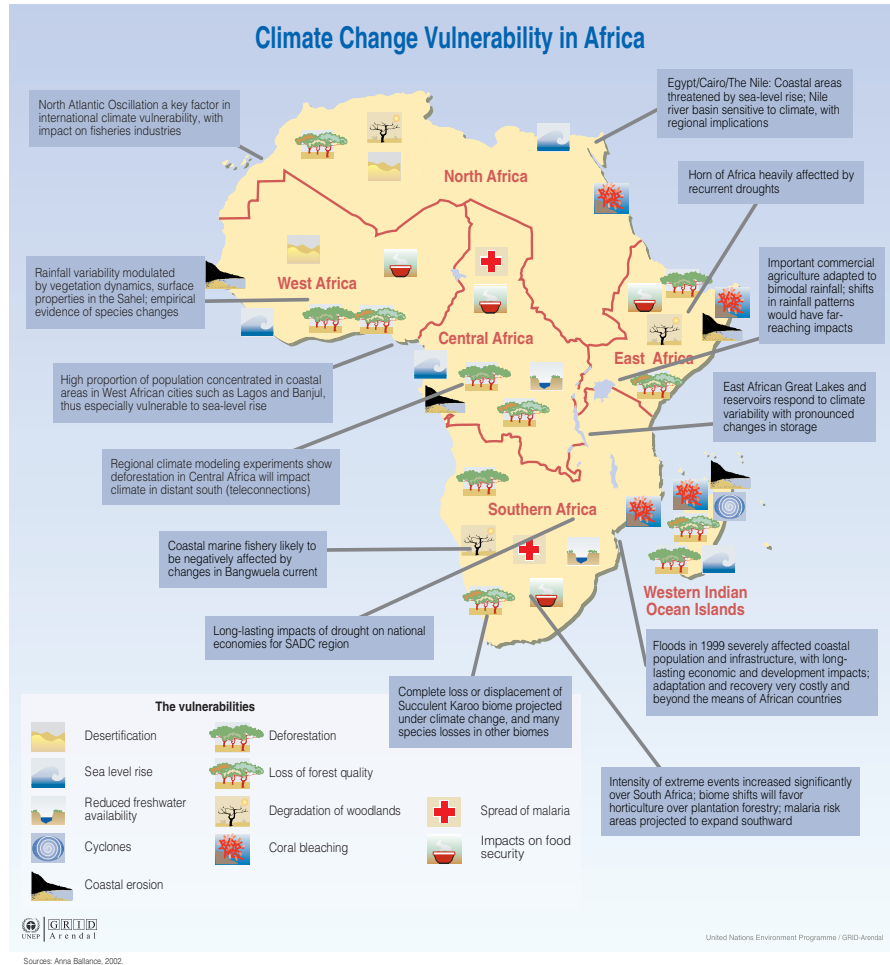 Climate Change Vulnerability in Africa
North Atlantic Oscillation a key factor in
international climate vulnerability, with
impact on fisheries industries
Egypt/Cairo/The Nile: Coastal areas
threatened by sea-level rise; Nile
river basin sensitive to climate, with
regional implications
North Africa
Horn of Africa heavily affectted by
recurrent droughts
Rainfall variability modulated
by vegetation dynamics, surface
properties in the Sahel; empirical
evidence of species changes
West Africa
Important commercial
agriculture adapted to
bimodal rainfall; shifts
in rainfall patterns
would have far-
reaching impacts
Central Africa
East Africa
High proportion of population concentrated in coastal
areas in West African cities such as Lagos and Banjul,
thus especially vulnerable to sea-level rise
East African Great Lakes and
reservoirs respond to climate
variability with pronounced
changes in storage
Regional climate modeling experiments show
deforestation in Central Africa will impact
climate in distant south (teleconnections)
Southern Africa
Coastal marine fishery likely to
be negatively affected by
changes in Bangwuela current
Western Indian
Ocean Islands
Long-lasting impacts of drought on national
economies for SADC region
Floods in 1999 severely affected coastal
population and infrastructure, with long-
lasting economic and development impacts;
adaptation and recovery very costly and
beyond the means of African countries
Complete loss or displacement of
Succulent Karoo biome projected
under climate change, and many
species losses in other biomes
Intensity of extreme events increased significantly
over South Africa; biome shifts will favor
horticulture over plantation forestry; malaria risk
areas projected to expand southward
The vulnerabilities
Desertification
Sea level rise
Reduced freshwater
availability
Cyclones
Coastal erosion
Deforestation
Loss of forest quality
Degradation of woodlands
Coral bleaching
Spread of malaria
Impacts on food
security
UNEP
GRID
Arendal
United Nations Environment Programme / GRID-Arendal
Sources: Anna Ballance, 2002.